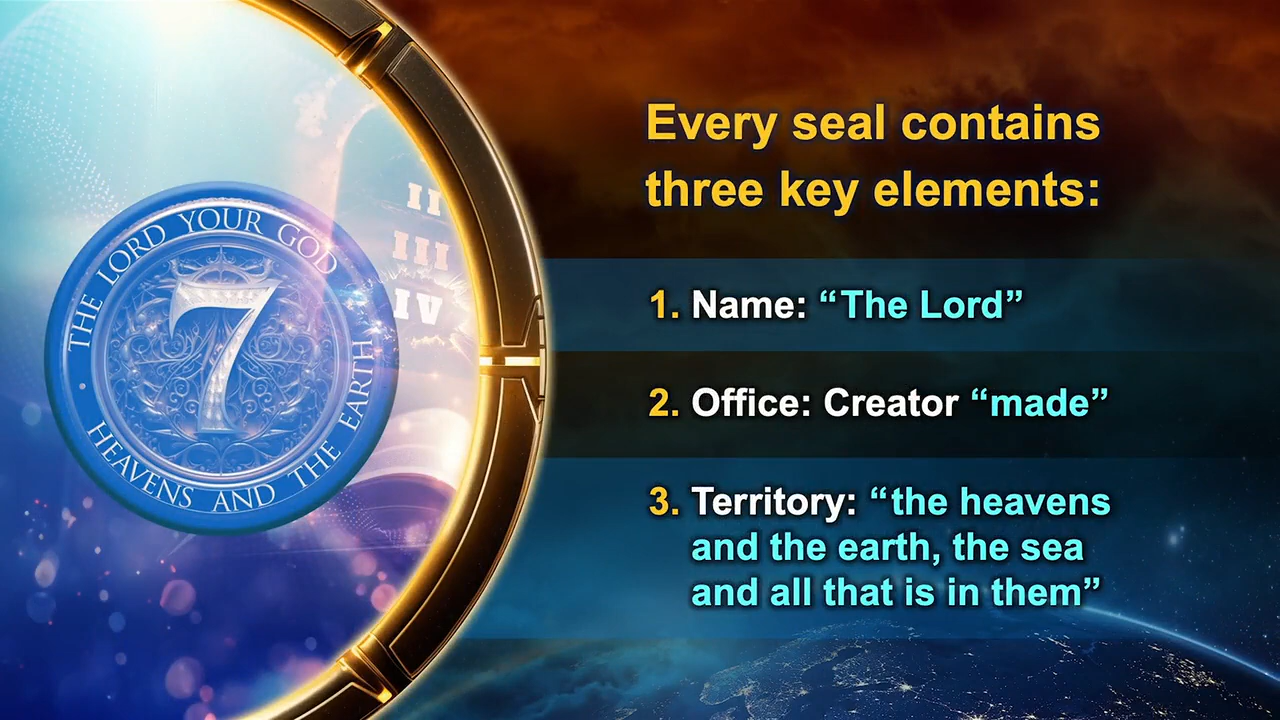 THE LORD YOUR GOD
7
HEAVENS AND THE EARTH
II
III
IV
Every seal contains
three key elements:
1. Name: “The Lord”
2. Office: Creator “made”
3. Territory: “the heavens
and the earth, the sea
and all that is in them”